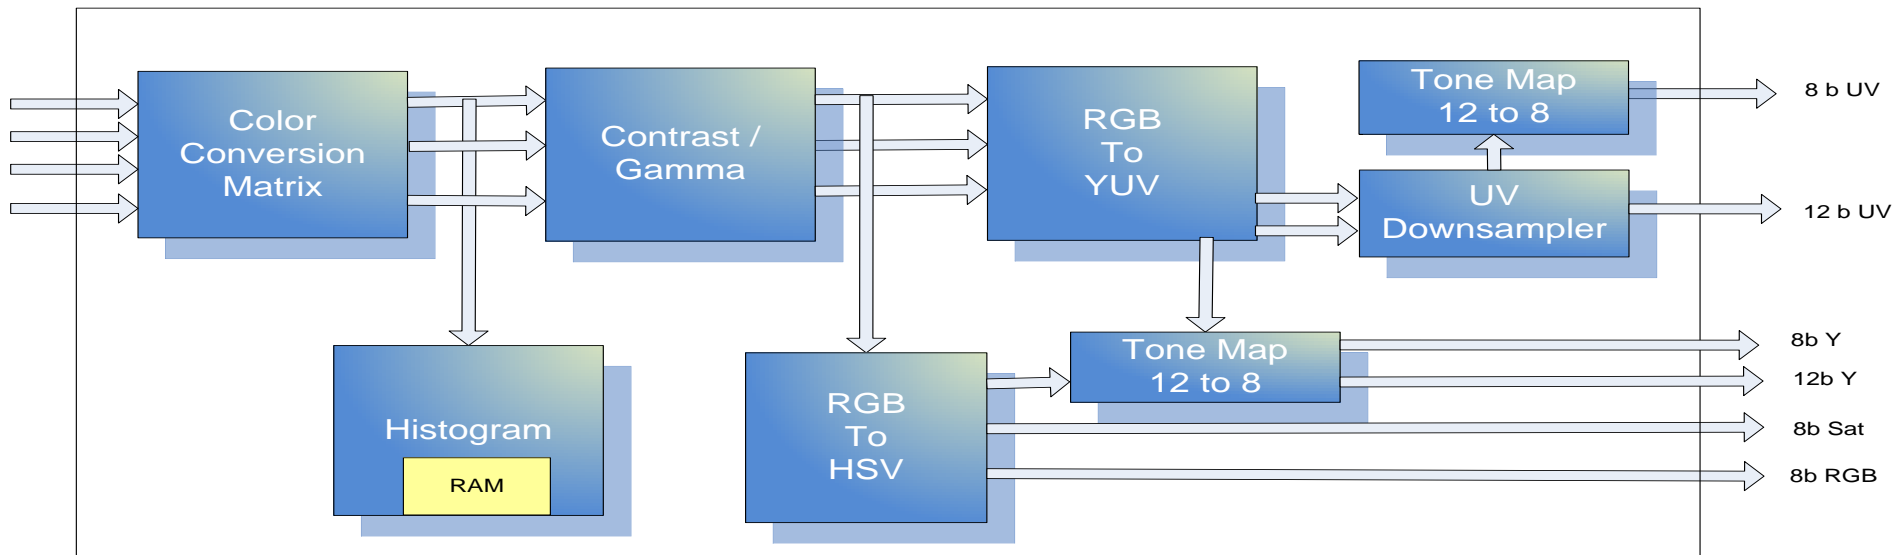 Color
Conversion
Matrix
Contrast /
Gamma
RGB
To
YUV
Tone Map
12 to 8
8 b UV
UV
Downsampler
12 b UV
Histogram
RAM
RGB
To
HSV
Tone Map
12 to 8
8b Y
12b Y
8b Sat
8b RGB